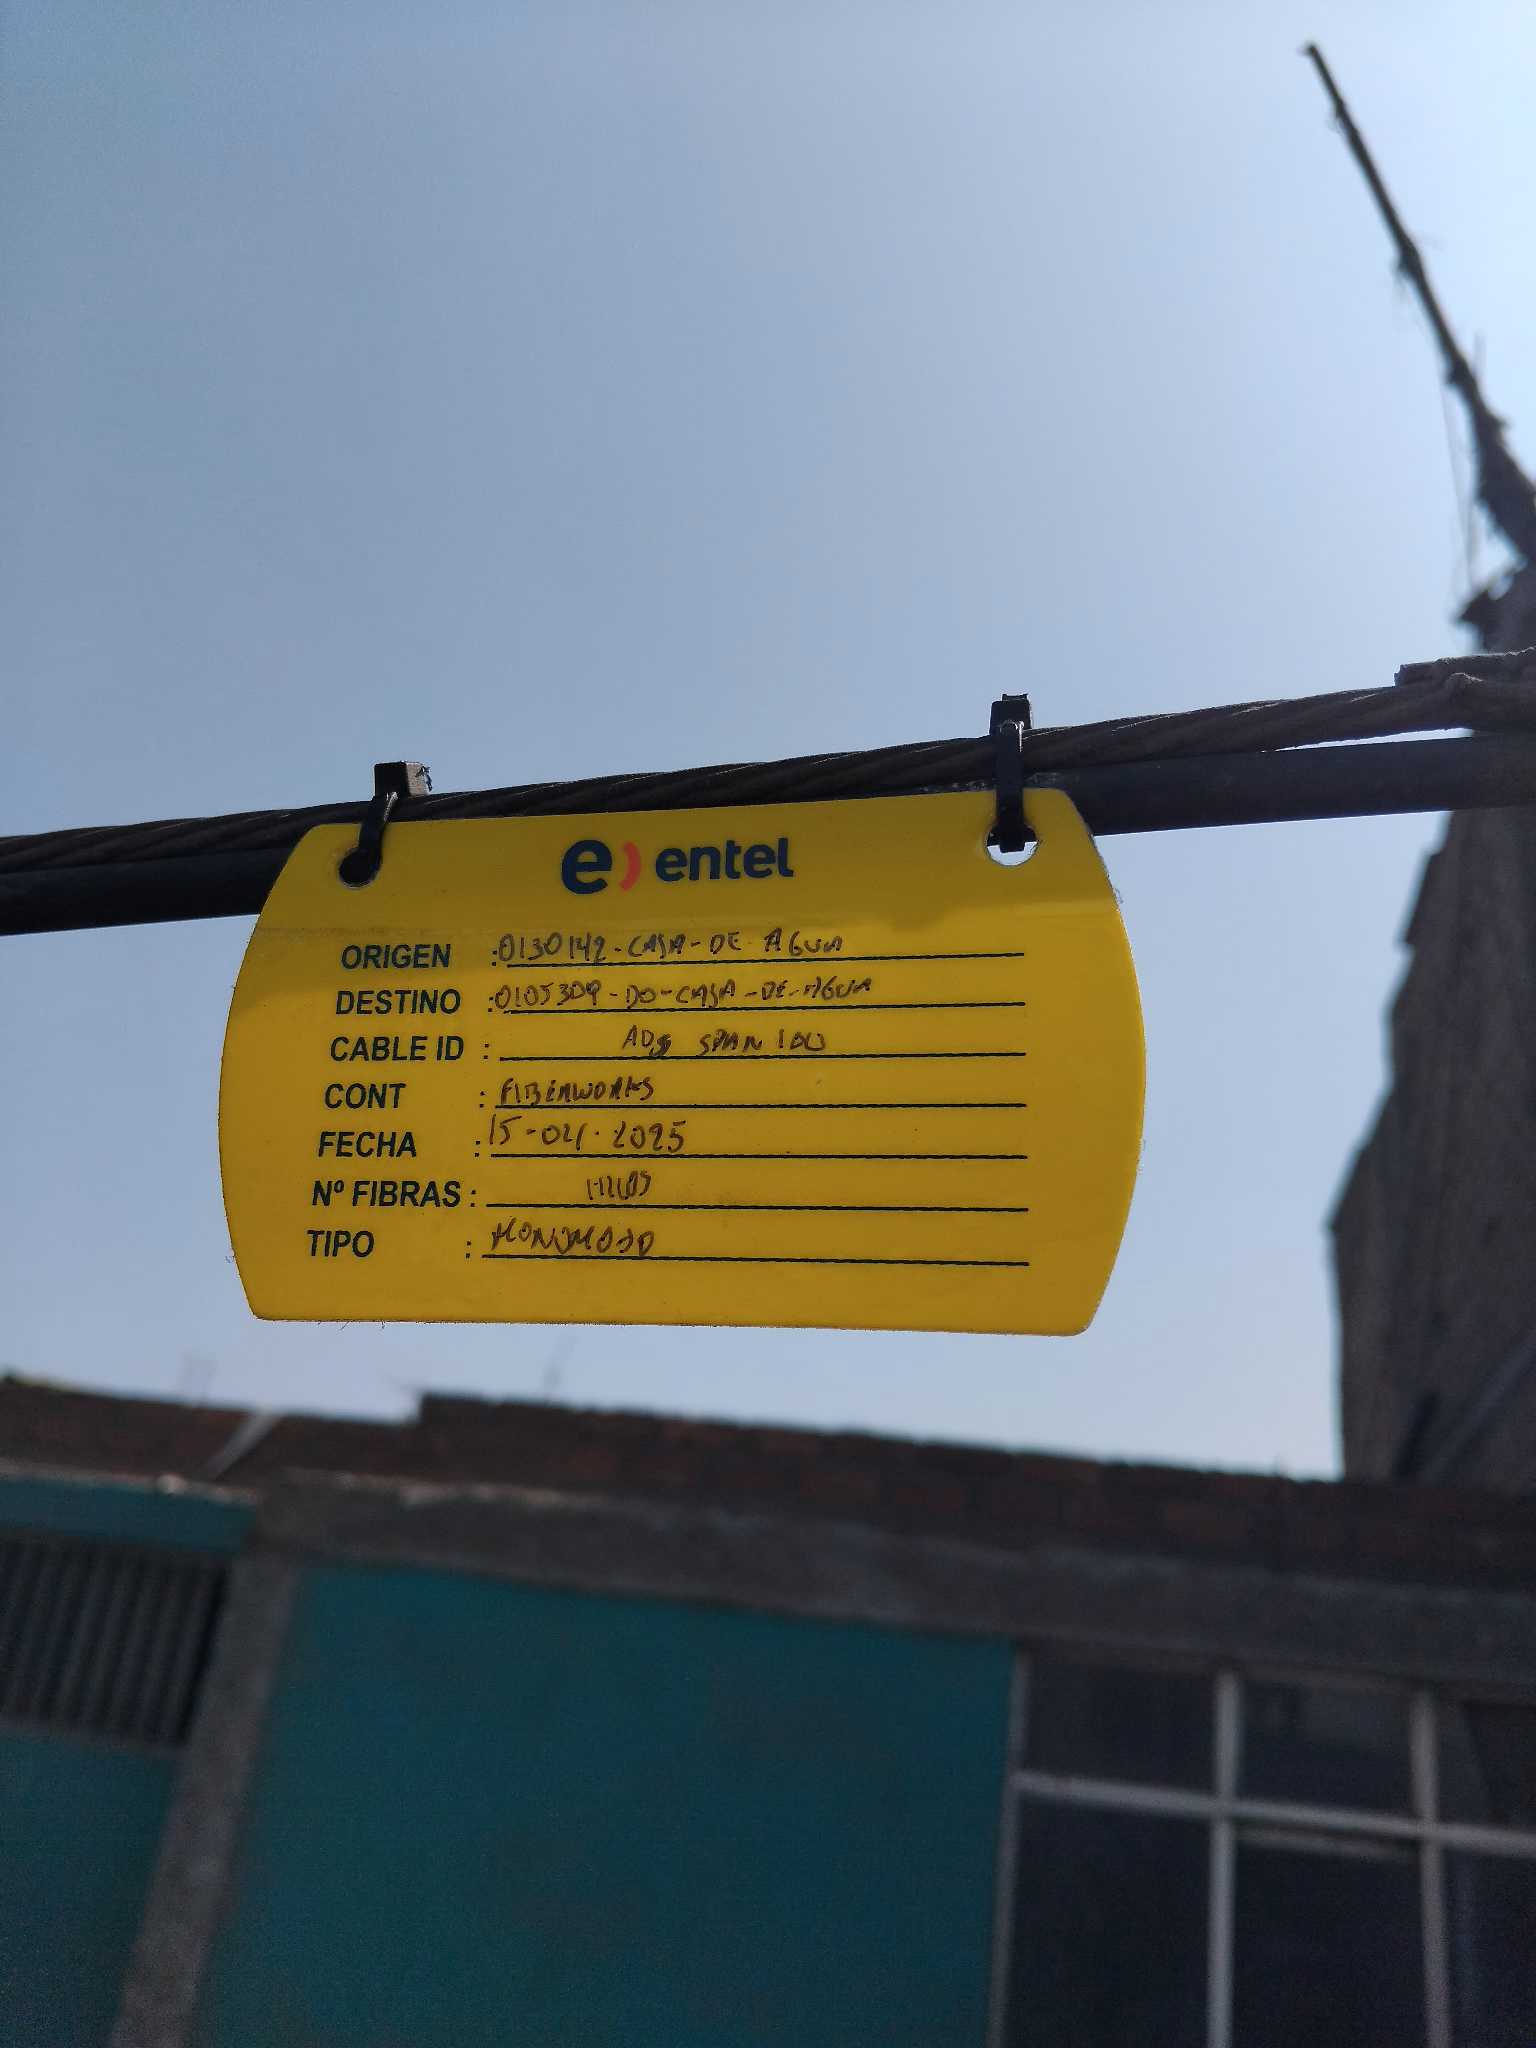 e) entel
ORIGEN : 0130142-CASA-DE-AGUA
DESTINO : 0105309-DO-CASA-DE-AGUA
CABLE ID : SPAN 100
CONT : FIBERWORKS
FECHA : 15-04-2025
Nº FIBRAS : HILOS
TIPO : MONOMODO